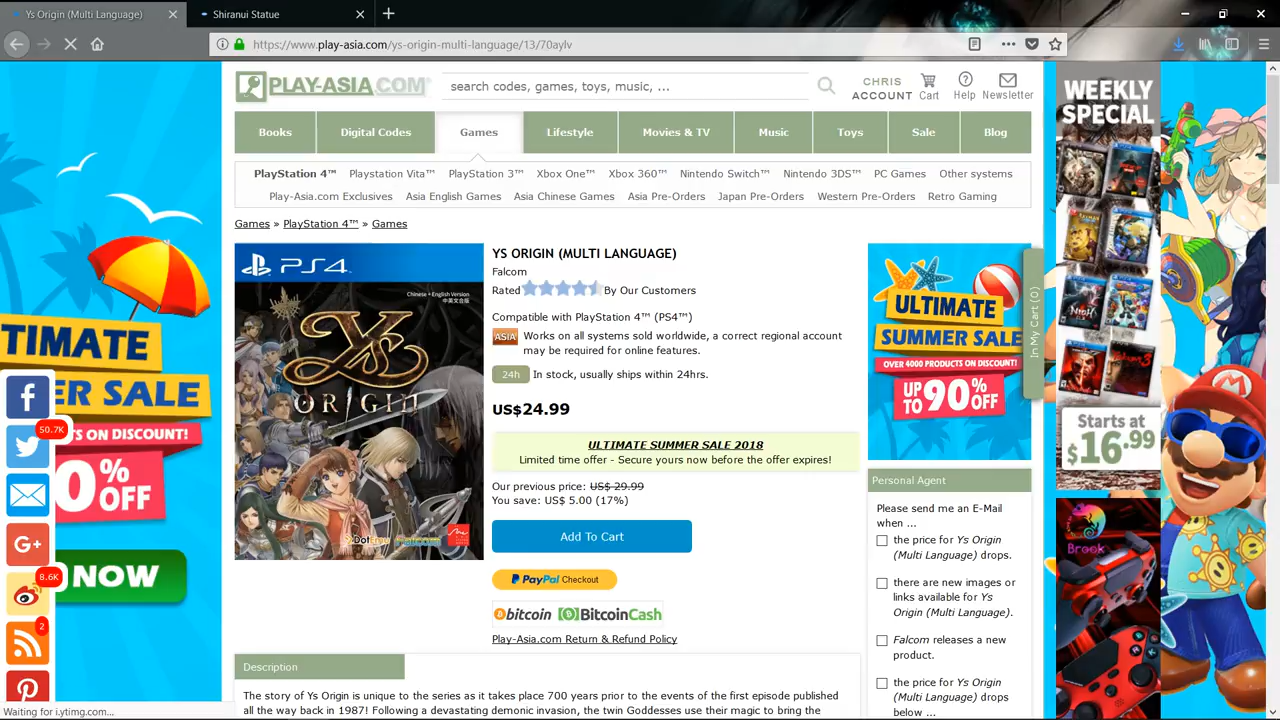 Ys Origin (Multi Language)
Shiranui Statue
https://www.play-asia.com/ys-origin-multi-language/13/70aylv
PLAY-ASIA.COM
search codes, games, toys, music, ...
CHRIS
ACCOUNT
Cart
Help
Newsletter
Books
Digital Codes
Games
Lifestyle
Movies & TV
Music
Toys
Sale
Blog
PlayStation 4™ Playstation Vita™ PlayStation 3™ Xbox One™ Xbox 360™ Nintendo Switch™ Nintendo 3DS™ PC Games Other systems
Play-Asia.com Exclusives Asia English Games Asia Chinese Games Asia Pre-Orders Japan Pre-Orders Western Pre-Orders Retro Gaming
Games » PlayStation 4™ » Games
PS4
Chinese + English Version
中英文合版
Ys
ORIGIN
DotEmu
Falcom
YS ORIGIN (MULTI LANGUAGE)
Falcom
Rated By Our Customers
Compatible with PlayStation 4™ (PS4™)
ASIA
Works on all systems sold worldwide, a correct regional account
may be required for online features.
24h
In stock, usually ships within 24hrs.
US$24.99
ULTIMATE SUMMER SALE 2018
Limited time offer - Secure yours now before the offer expires!
Our previous price: US$ 29.99
You save: US$ 5.00 (17%)
Add To Cart
PayPal Checkout
bitcoin BitcoinCash
Play-Asia.com Return & Refund Policy
Description
The story of Ys Origin is unique to the series as it takes place 700 years prior to the events of the first episode published
all the way back in 1987! Following a devastating demonic invasion, the twin Goddesses use their magic to bring the
ULTIMATE
SUMMER SALE
OVER 4000 PRODUCTS ON DISCOUNT!
UP TO 90% OFF
In My Cart (0)
Personal Agent
Please send me an E-Mail
when ...
the price for Ys Origin
(Multi Language) drops.
there are new images or
links available for Ys
Origin (Multi Language).
Falcom releases a new
product.
the price for Ys Origin
(Multi Language) drops
below ...
WEEKLY
SPECIAL
Starts at
$16.99
Brook
TIMATE
ER SALE
TS ON DISCOUNT!
0% OFF
NOW
50.7K
G+
8.6K
2
Waiting for i.ytimg.com...